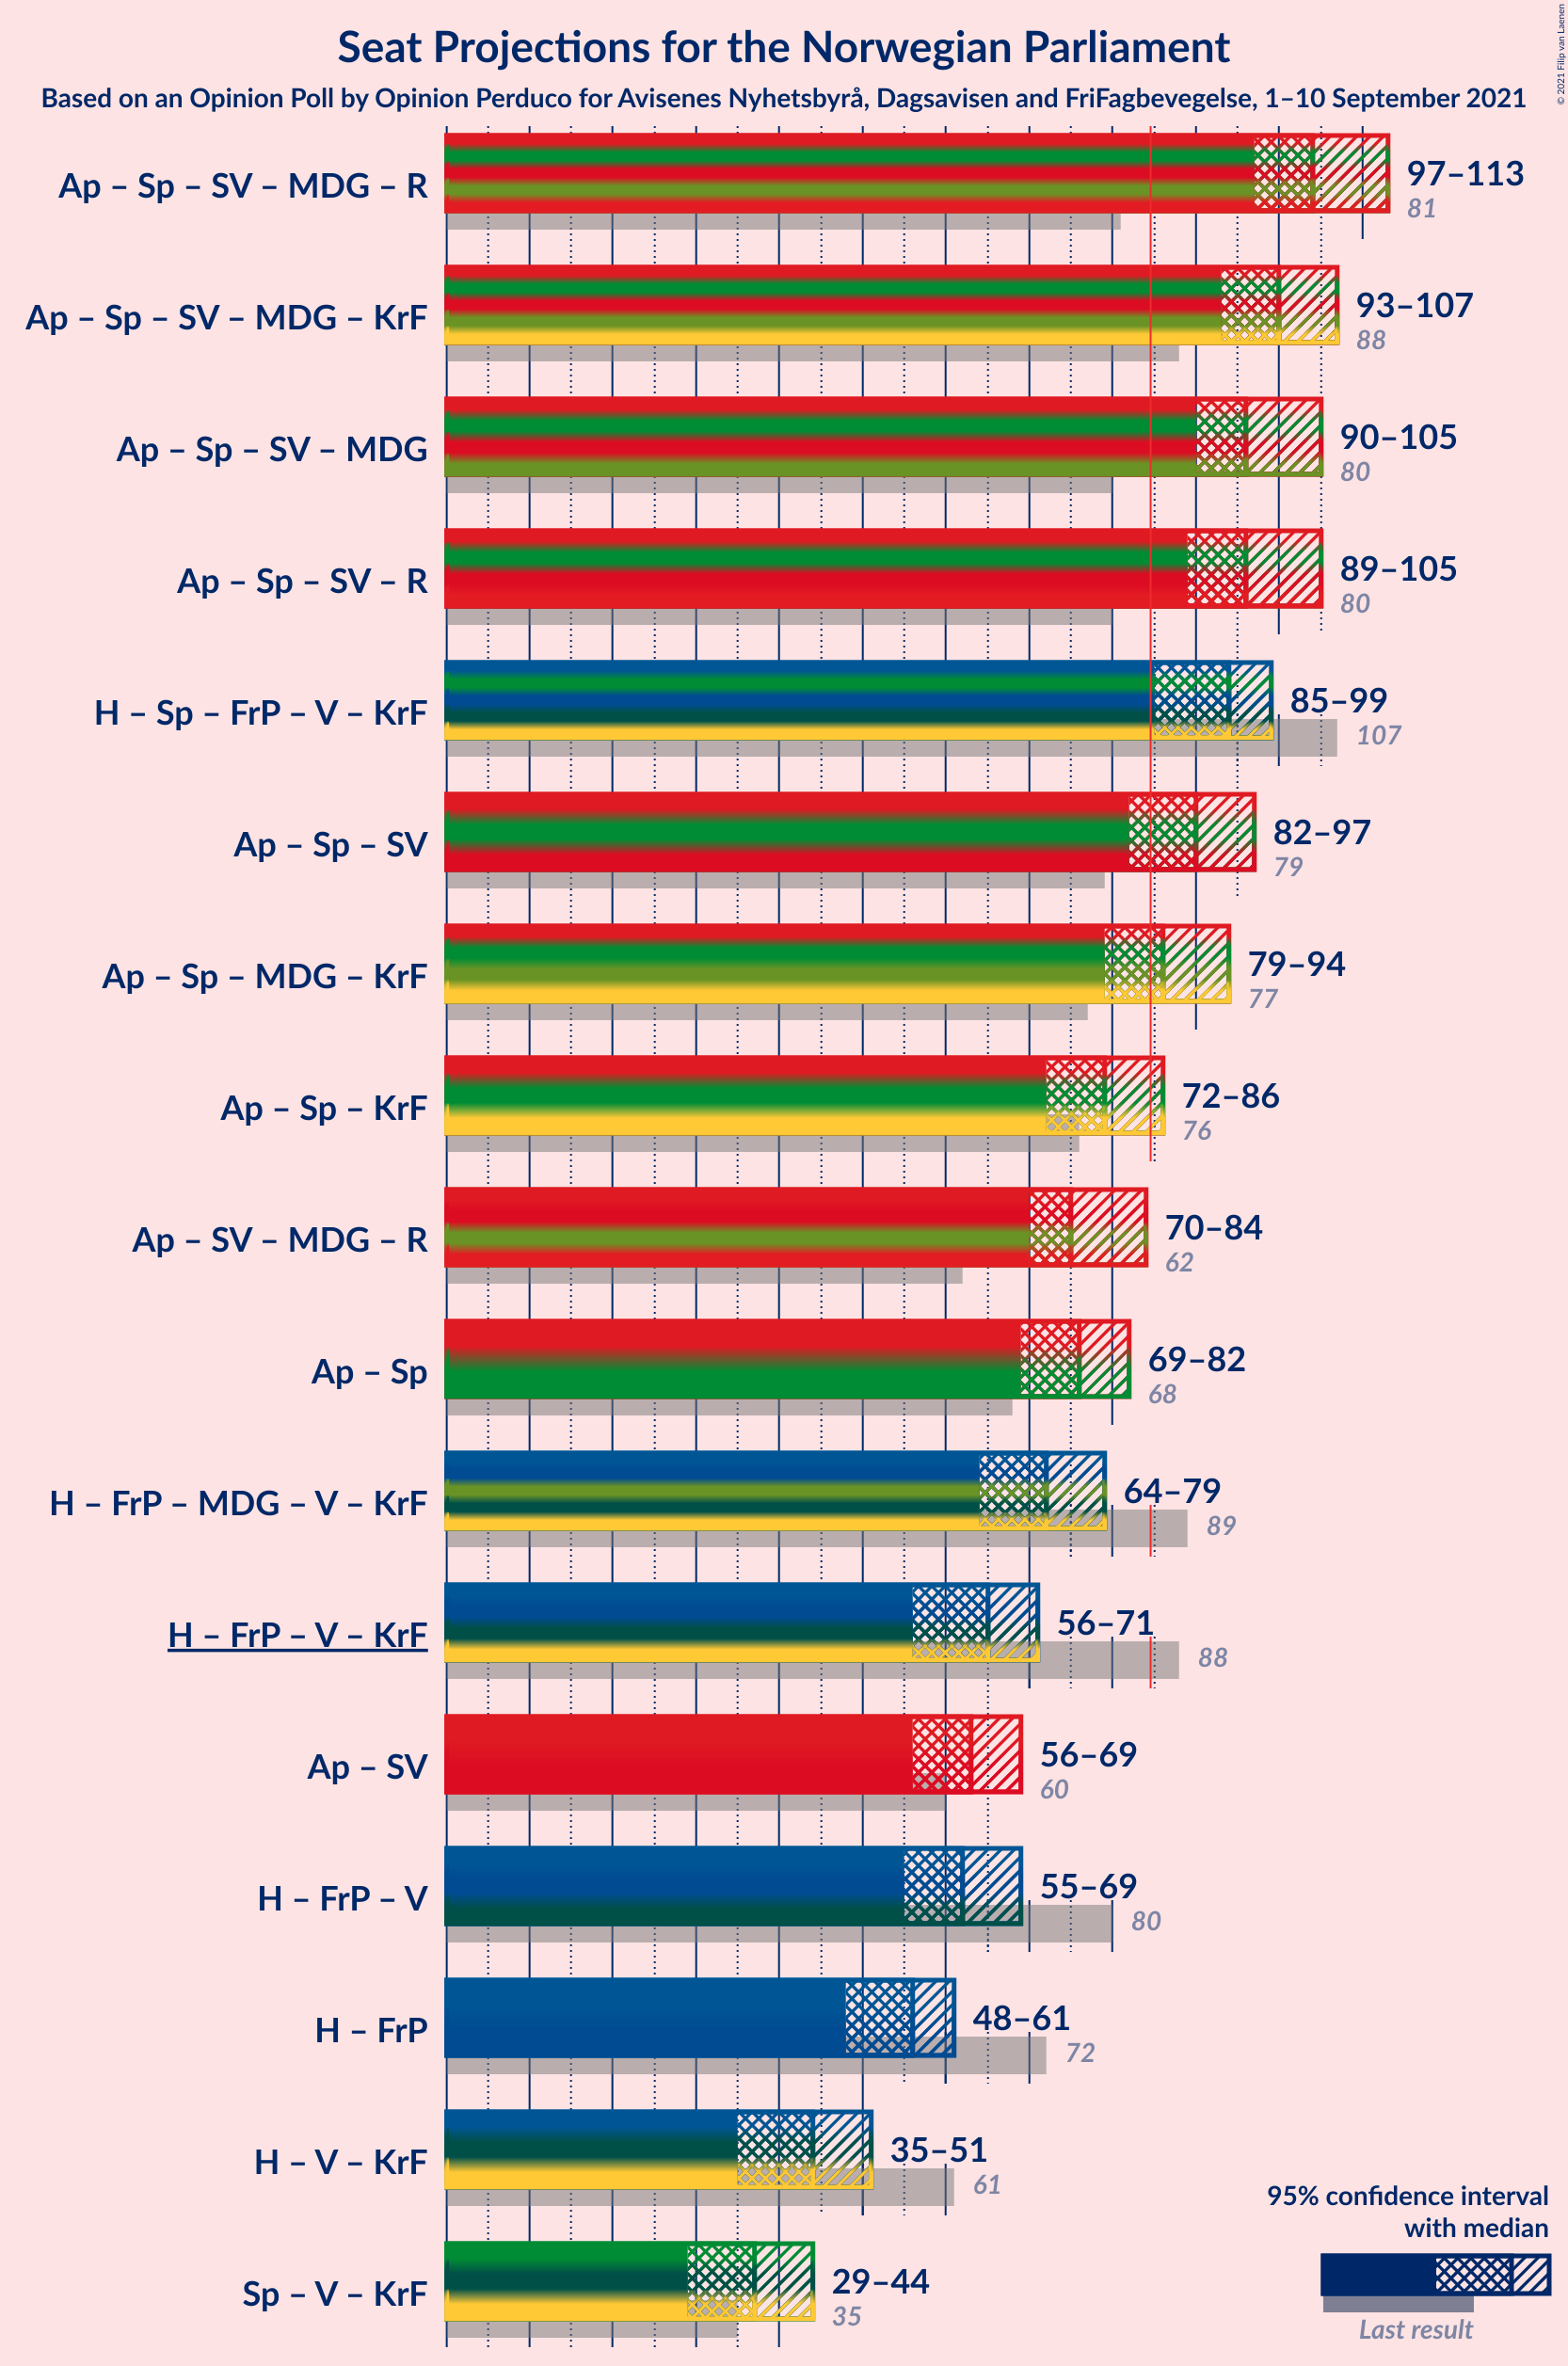 Seat Projections for the Norwegian Parliament
Based on an Opinion Poll by Opinion Perduco for Avisenes Nyhetsbyrå, Dagsavisen and FriFagbevegelse, 1–10 September 2021
© 2021 Filip van Laenen
Ap – Sp – SV – MDG – R
97–113
81
Ap – Sp – SV – MDG – KrF
93–107
88
Ap – Sp – SV – MDG
90–105
80
Ap – Sp – SV – R
89–105
80
H – Sp – FrP – V – KrF
85–99
107
Ap – Sp – SV
82–97
79
Ap – Sp – MDG – KrF
79–94
77
Ap – Sp – KrF
72–86
76
Ap – SV – MDG – R
70–84
62
Ap – Sp
69–82
68
H – FrP – MDG – V – KrF
64–79
89
H – FrP – V – KrF
56–71
88
Ap – SV
56–69
60
H – FrP – V
55–69
80
H – FrP
48–61
72
H – V – KrF
35–51
61
Sp – V – KrF
29–44
35
95% confidence interval
with median
Last result